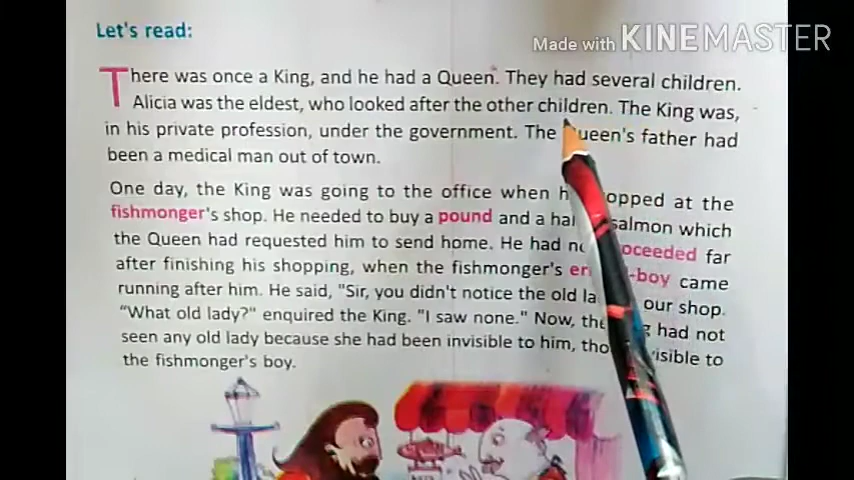 Let's read:
Made with KINEMASTER
There was once a King, and he had a Queen. They had several children.
Alicia was the eldest, who looked after the other children. The King was,
in his private profession, under the government. The Queen's father had
been a medical man out of town.
One day, the King was going to the office when h opped at the
fishmonger's shop. He needed to buy a pound and a hal salmon which
the Queen had requested him to send home. He had no oceeded far
after finishing his shopping, when the fishmonger's er -boy came
running after him. He said, "Sir, you didn't notice the old la our shop.
"What old lady?" enquired the King. "I saw none." Now, the g had not
seen any old lady because she had been invisible to him, tho visible to
the fishmonger's boy.